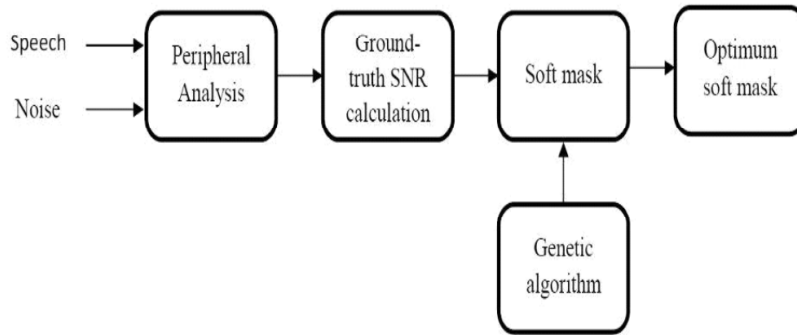 Speech
Noise
Peripheral
Analysis
Ground-
truth SNR
calculation
Soft mask
Optimum
soft mask
Genetic
algorithm